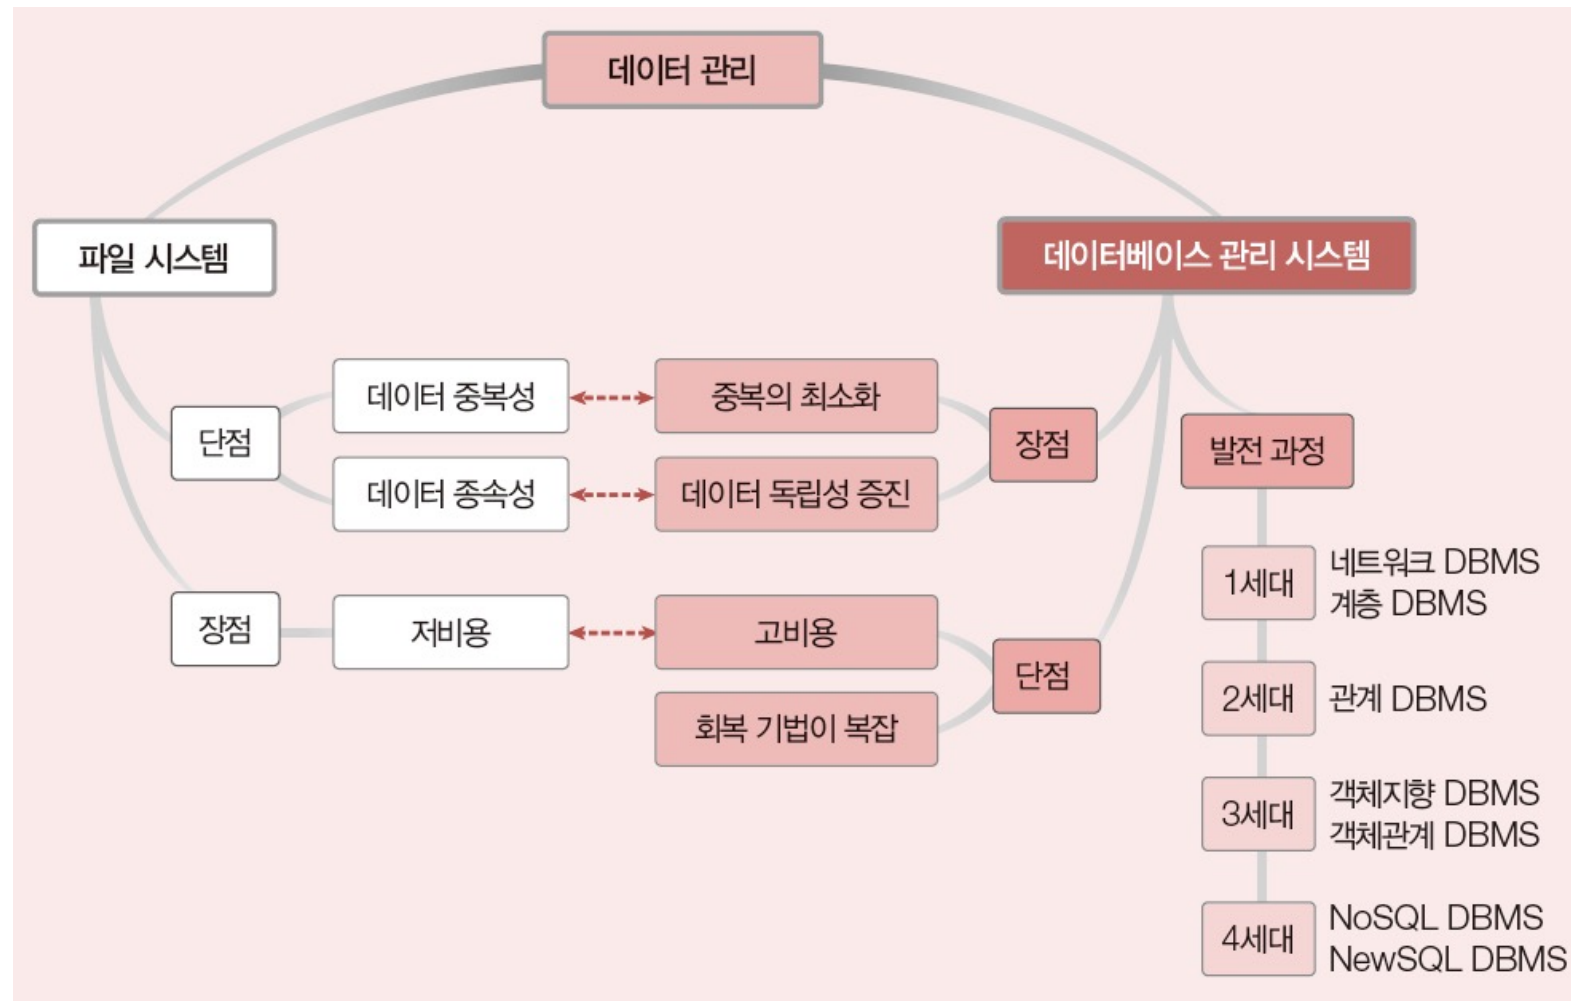 데이터 관리
파일 시스템
데이터베이스 관리 시스템
단점
데이터 중복성
중복의 최소화
데이터 종속성
데이터 독립성 증진
장점
장점
저비용
고비용
회복 기법이 복잡
단점
발전 과정
1세대
네트워크 DBMS
계층 DBMS
2세대
관계 DBMS
3세대
객체지향 DBMS
객체관계 DBMS
4세대
NoSQL DBMS
NewSQL DBMS